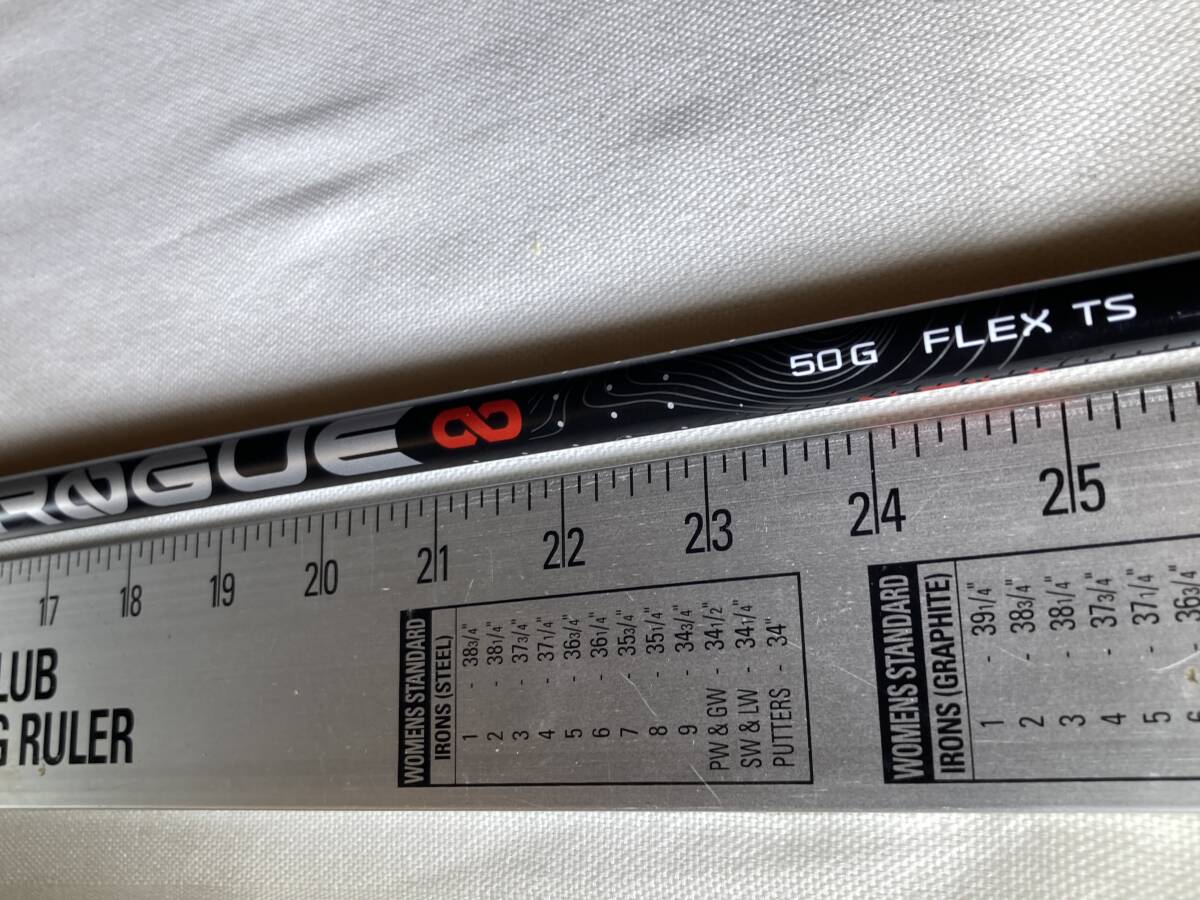 ROGUE
50G FLEX TS
17 18 19 20 21 22 23 24 25
LUB
G RULER
WOMENS STANDARD
IRONS (STEEL)
1 - 38 3/4"
2 - 38 1/4"
3 - 37 3/4"
4 - 37 1/4"
5 - 36 3/4"
6 - 36 1/4"
7 - 35 3/4"
8 - 35 1/4"
9 - 34 3/4"
PW & GW - 34 1/2"
SW & LW - 34 1/4"
PUTTERS - 34"
WOMENS STANDARD
IRONS (GRAPHITE)
1 - 39 1/4"
2 - 38 3/4"
3 - 38 1/4"
4 - 37 3/4"
5 - 37 1/4"
6 - 36 3/4"